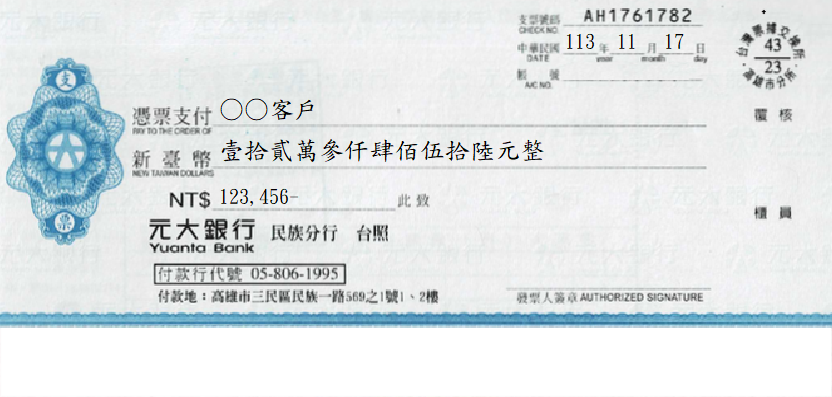 支票號碼 AH1761782
CHECK NO.
中華民國 113 年 11 月 17 日
DATE year month day
帳號
A/C NO.
台灣票據交換所
43
23
高雄市分所
支
憑票支付 ○○客戶
PAY TO THE ORDER OF
覆核
新臺幣 壹拾貳萬參仟肆佰伍拾陸元整
NEW TAIWAN DOLLARS
NT$ 123,456- 此致
票
櫃員
元大銀行 民族分行 台照
Yuanta Bank
付款行代號 05-806-1995
付款地：高雄市三民區民族一路569之1號1、2樓
發票人簽章 AUTHORIZED SIGNATURE